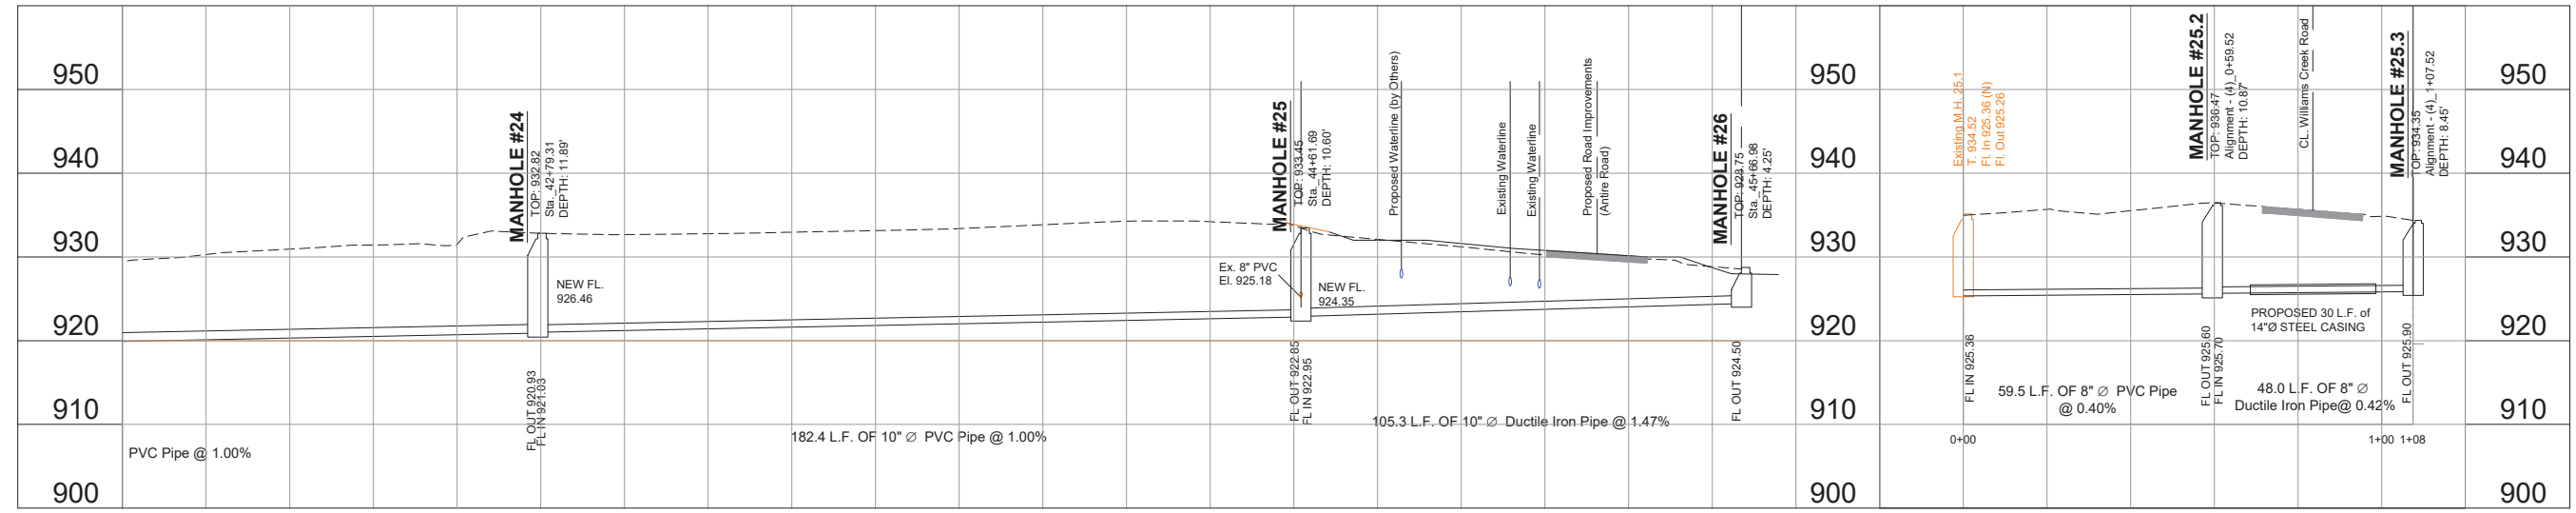 950
940
930
920
910
900
PVC Pipe @ 1.00%
MANHOLE #24
TOP: 932.82
Sta._42+79.31
DEPTH: 11.89'
NEW FL.
926.46
FL OUT 920.93
FL IN 921.03
182.4 L.F. OF 10" Ø PVC Pipe @ 1.00%
MANHOLE #25
TOP: 933.45
Sta._44+61.69
DEPTH: 10.60'
Ex. 8" PVC
El. 925.18
NEW FL.
924.35
FL OUT 922.85
FL IN 922.95
Proposed Waterline (by Others)
Existing Waterline
Existing Waterline
Proposed Road Improvements
(Antire Road)
105.3 L.F. OF 10" Ø Ductile Iron Pipe @ 1.47%
MANHOLE #26
TOP: 928.75
Sta._45+66.98
DEPTH: 4.25'
FL OUT 924.50
950
940
930
920
910
900
Existing M.H. 25.1
T. 934.52
Fl. In 925.36 (N)
Fl. Out 925.26
FL IN 925.36
59.5 L.F. OF 8" Ø PVC Pipe
@ 0.40%
0+00
MANHOLE #25.2
TOP: 936.47
Alignment - (4)_0+59.52
DEPTH: 10.87'
FL OUT 925.60
FL IN 925.70
CL. Williams Creek Road
PROPOSED 30 L.F. of
14"Ø STEEL CASING
48.0 L.F. OF 8" Ø
Ductile Iron Pipe@ 0.42%
MANHOLE #25.3
TOP: 934.35
Alignment - (4)_1+07.52
DEPTH: 8.45'
FL OUT 925.90
1+00 1+08
950
940
930
920
910
900